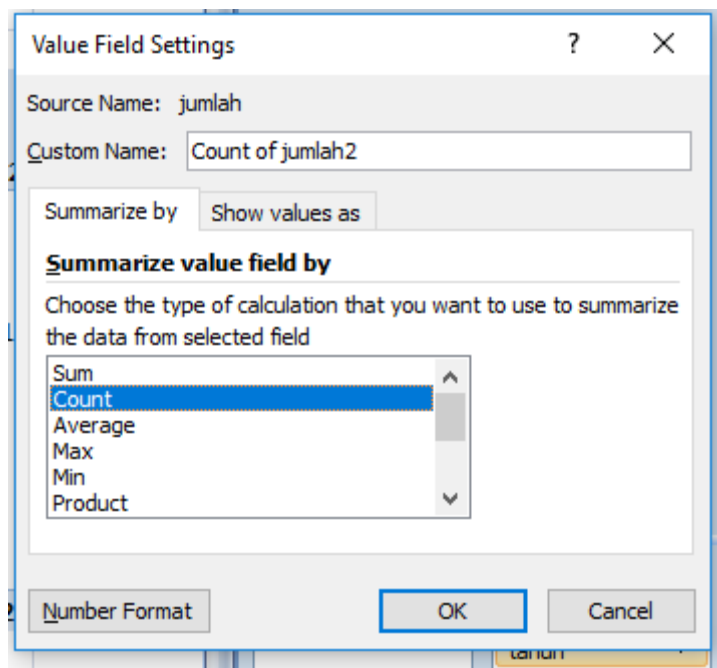 Value Field Settings
?
Source Name: jumlah
Custom Name: Count of jumlah2
Summarize by
Show values as
Summarize value field by
Choose the type of calculation that you want to use to summarize
the data from selected field
Sum
Count
Average
Max
Min
Product
Number Format
OK
Cancel